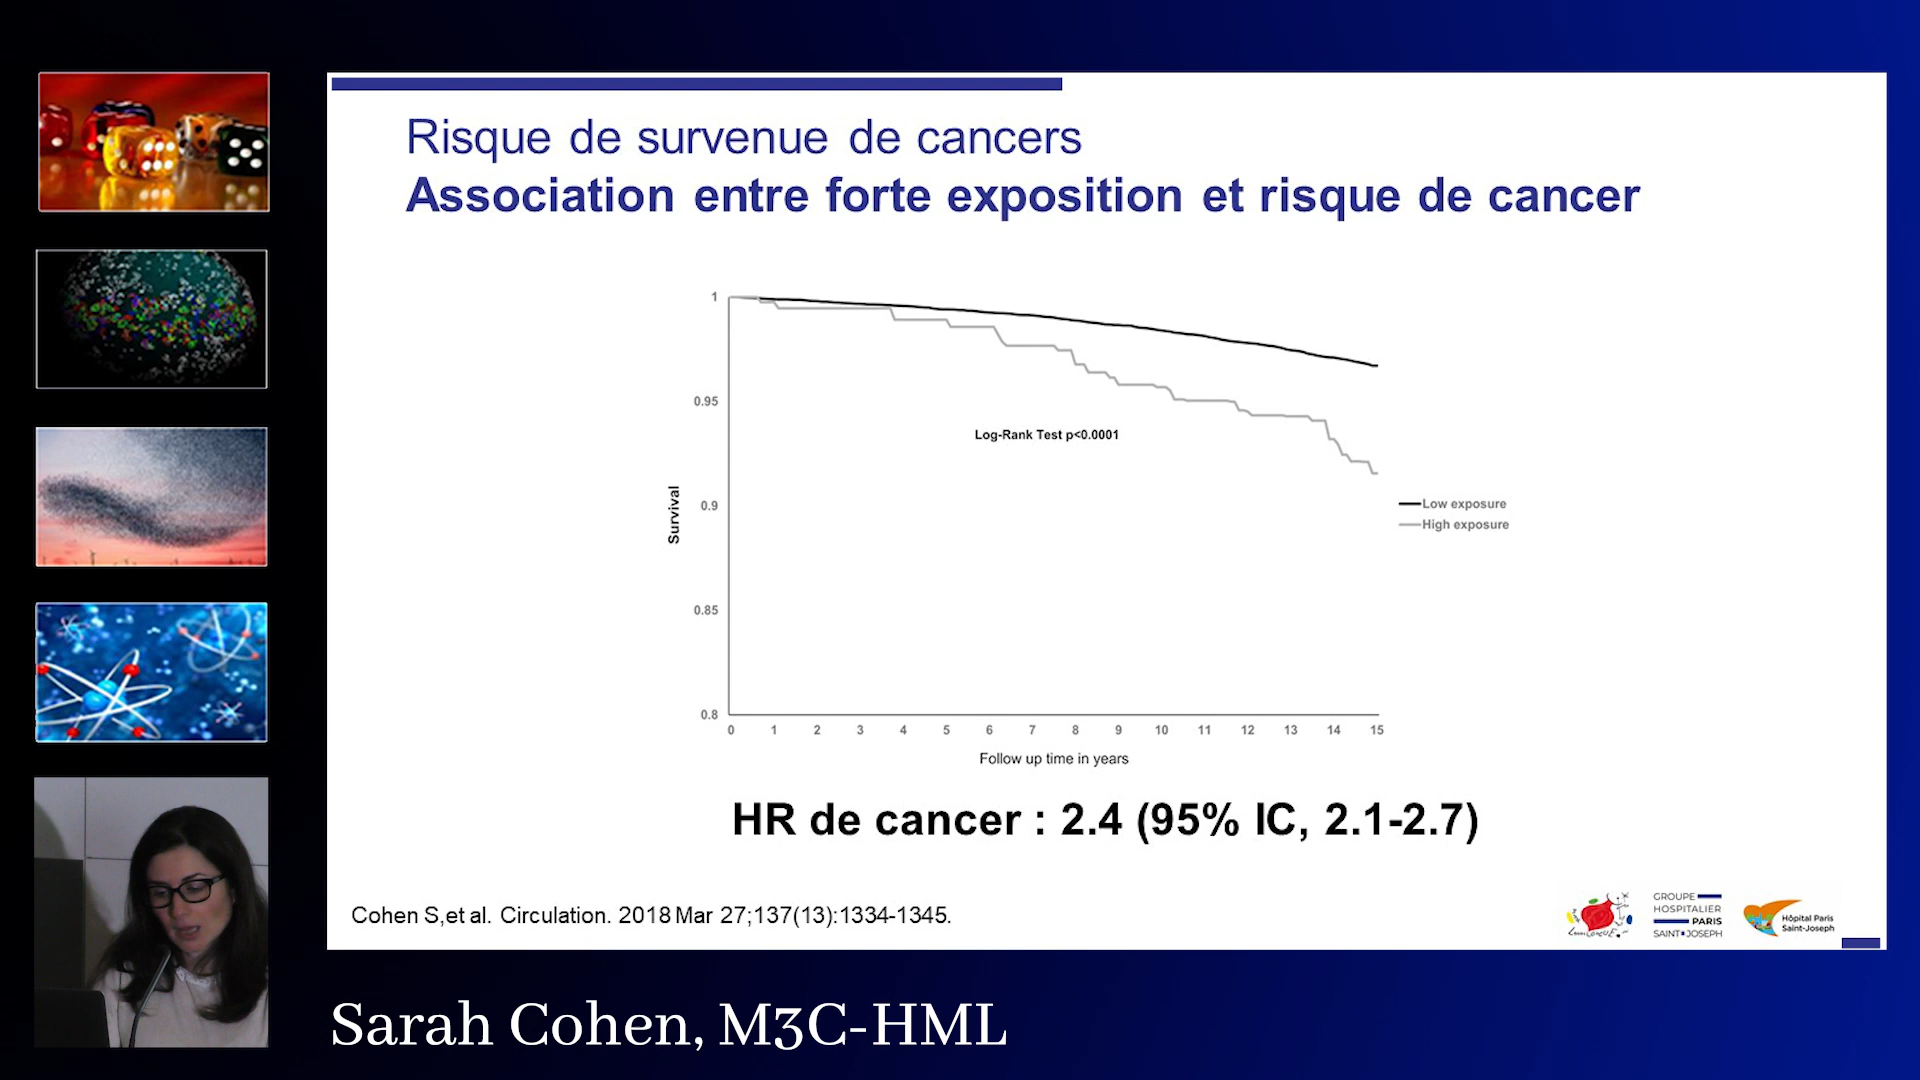 Risque de survenue de cancers
Association entre forte exposition et risque de cancer
1
0.95
0.9
0.85
0.8
Survival
Log-Rank Test p<0.0001
Low exposure
High exposure
0 1 2 3 4 5 6 7 8 9 10 11 12 13 14 15
Follow up time in years
HR de cancer : 2.4 (95% IC, 2.1-2.7)
Cohen S,et al. Circulation. 2018 Mar 27;137(13):1334-1345.
GROUPE
HOSPITALIER
PARIS
SAINT JOSEPH
Hôpital Paris
Saint-Joseph
Sarah Cohen, M3C-HML